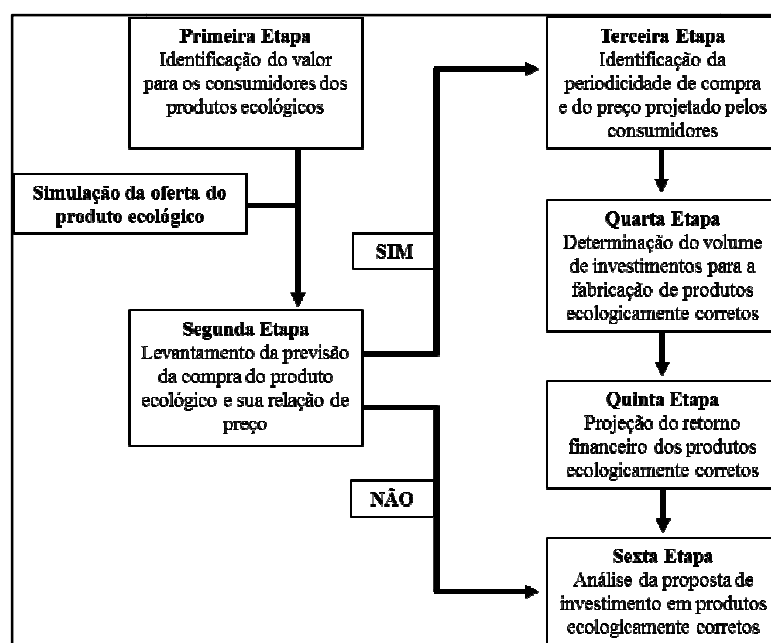 Primeira Etapa
Identificação do valor
para os consumidores dos
produtos ecológicos
Simulação da oferta do
produto ecológico
Segunda Etapa
Levantamento da previsão
da compra do produto
ecológico e sua relação de
preço
SIM
NÃO
Terceira Etapa
Identificação da
periodicidade de compra
e do preço projetado pelos
consumidores
Quarta Etapa
Determinação do volume
de investimentos para a
fabricação de produtos
ecologicamente corretos
Quinta Etapa
Projeção do retorno
financeiro dos produtos
ecologicamente corretos
Sexta Etapa
Análise da proposta de
investimento em produtos
ecologicamente corretos